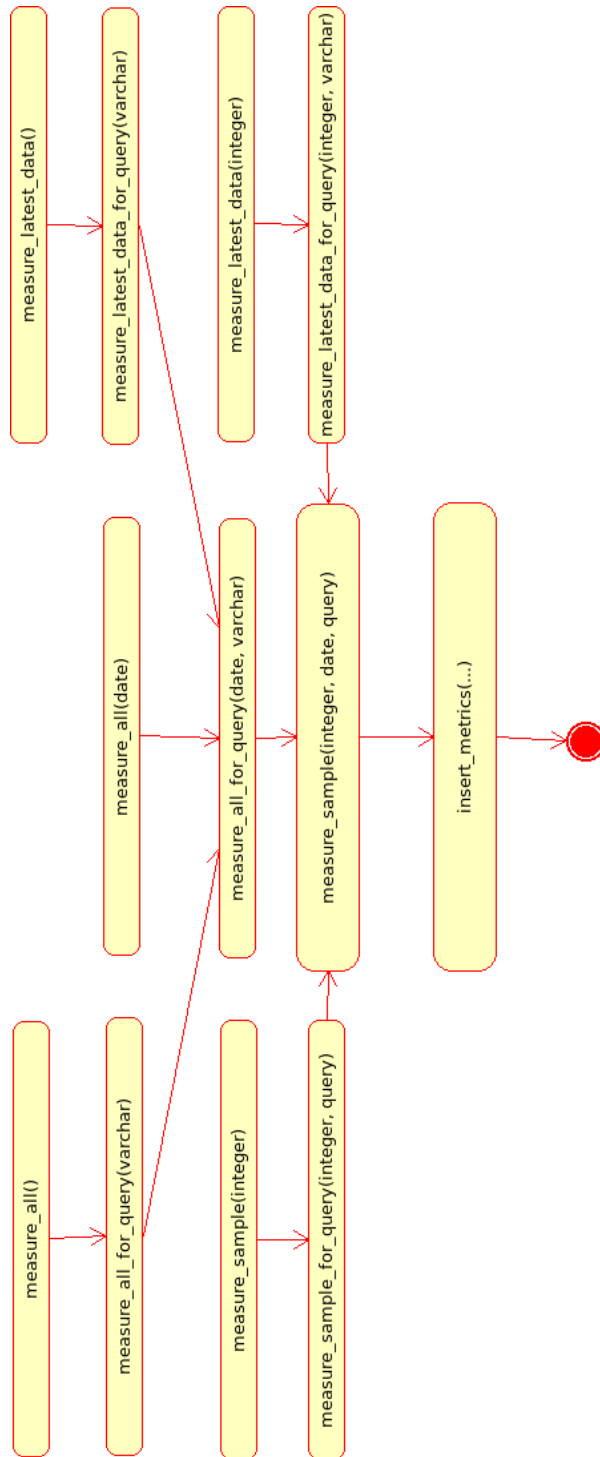 measure_all()
measure_all_for_query(varchar)
measure_sample(integer)
measure_sample_for_query(integer, query)
measure_all(date)
measure_all_for_query(date, varchar)
measure_sample(integer, date, query)
insert_metrics(...)
measure_latest_data()
measure_latest_data_for_query(varchar)
measure_latest_data(integer)
measure_latest_data_for_query(integer, varchar)